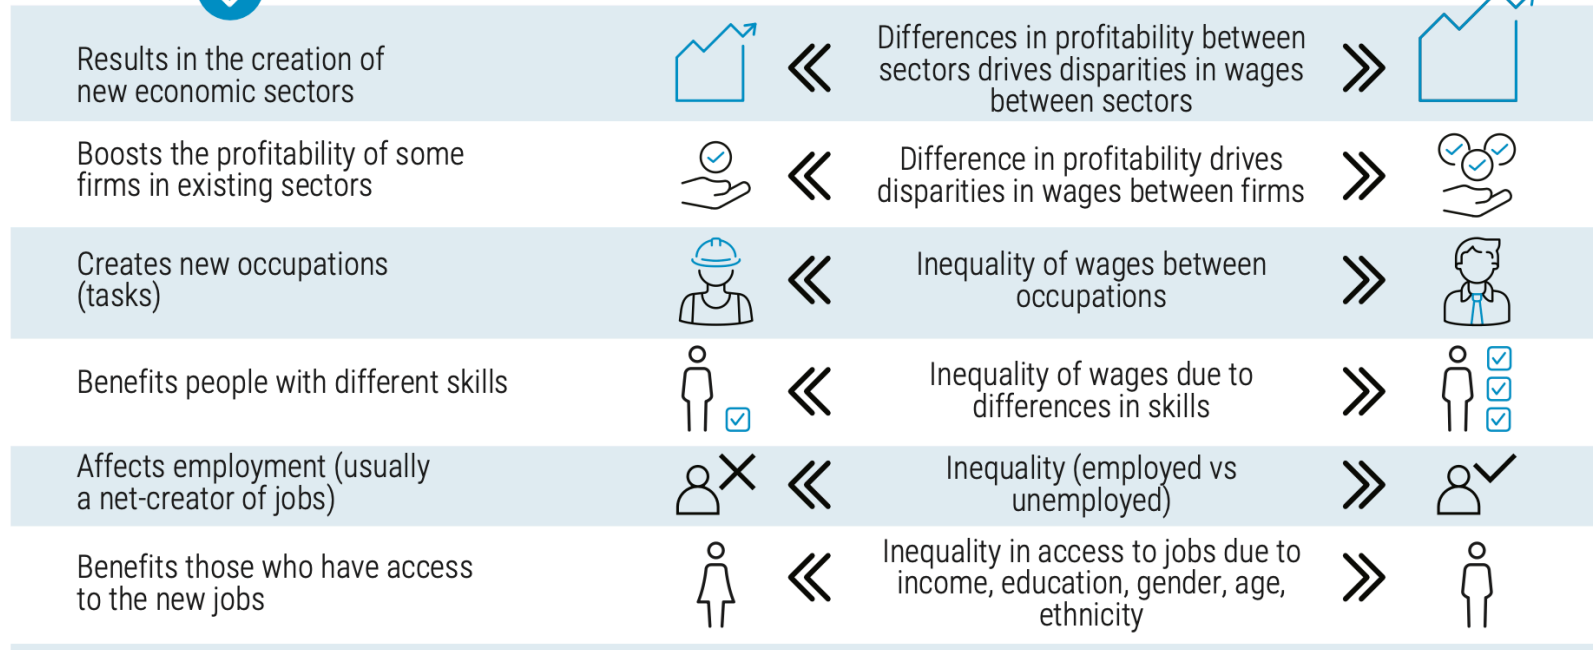 Results in the creation of
new economic sectors
Differences in profitability between
sectors drives disparities in wages
between sectors
Boosts the profitability of some
firms in existing sectors
Difference in profitability drives
disparities in wages between firms
Creates new occupations
(tasks)
Inequality of wages between
occupations
Benefits people with different skills
Inequality of wages due to
differences in skills
Affects employment (usually
a net-creator of jobs)
Inequality (employed vs
unemployed)
Benefits those who have access
to the new jobs
Inequality in access to jobs due to
income, education, gender, age,
ethnicity